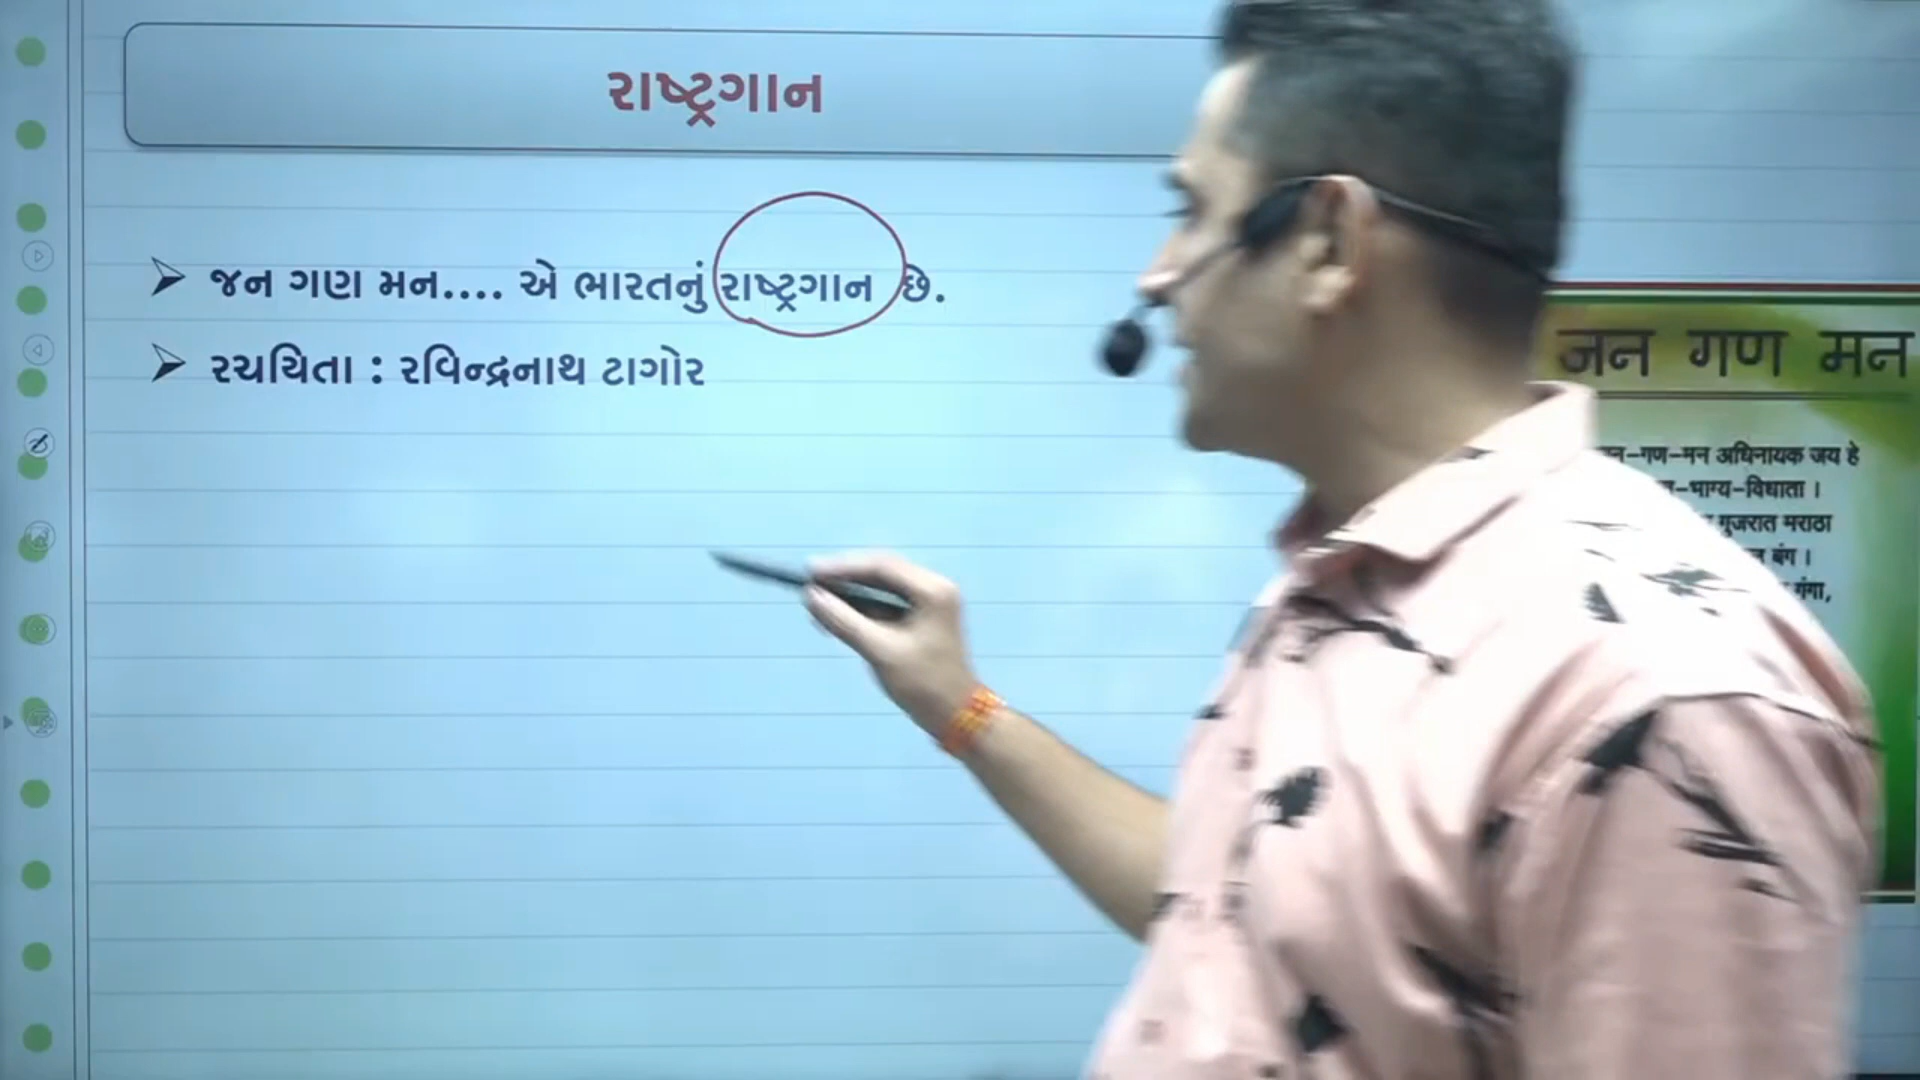 રાષ્ટ્રગાન
જન ગણ મન.... એ ભારતનું રાષ્ટ્રગાન છે.
રચયિતા : રવિન્દ્રનાથ ટાગોર
जन गण मन
–गण–मन अधिनायक जय हे
–भाग्य–विधाता ।
गुजरात मराठा
बंग ।
गंगा,